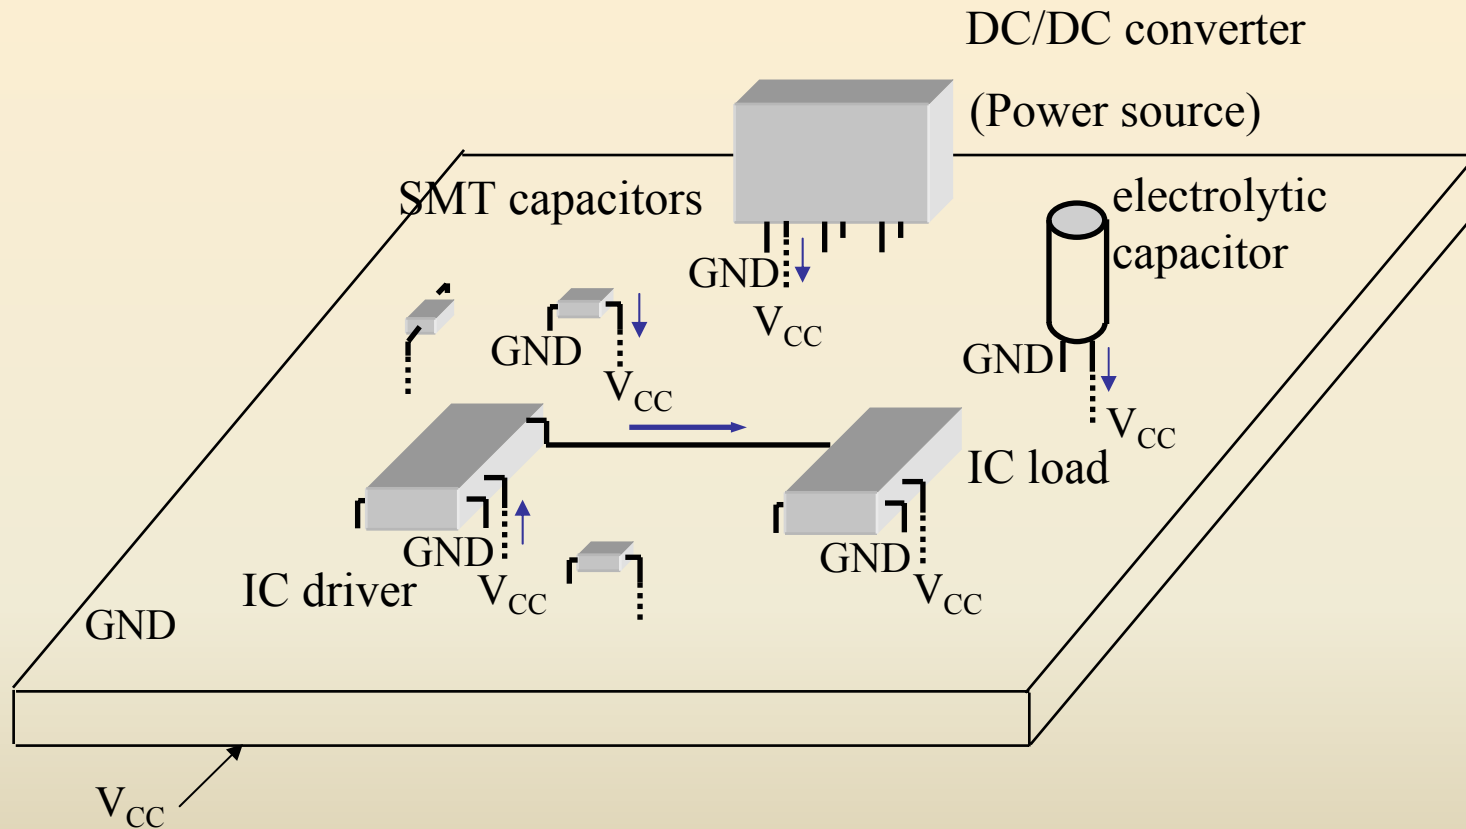 DC/DC converter
(Power source)
SMT capacitors
electrolytic
capacitor
GND
VCC
GND
VCC
GND
VCC
IC load
GND
VCC
GND
VCC
IC driver
GND
VCC